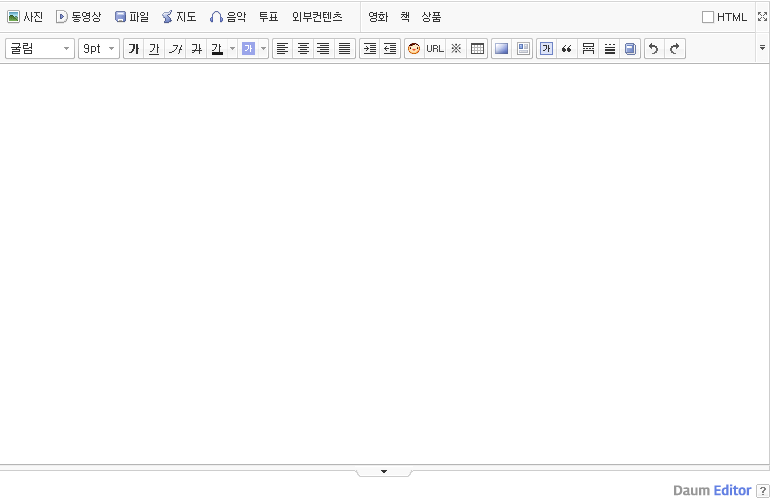 사진 동영상 파일 지도 음악 투표 외부컨텐츠 영화 책 상품 HTML
굴림 9pt 가 가 가 가 가 가 URL ※ 가
Daum Editor ?